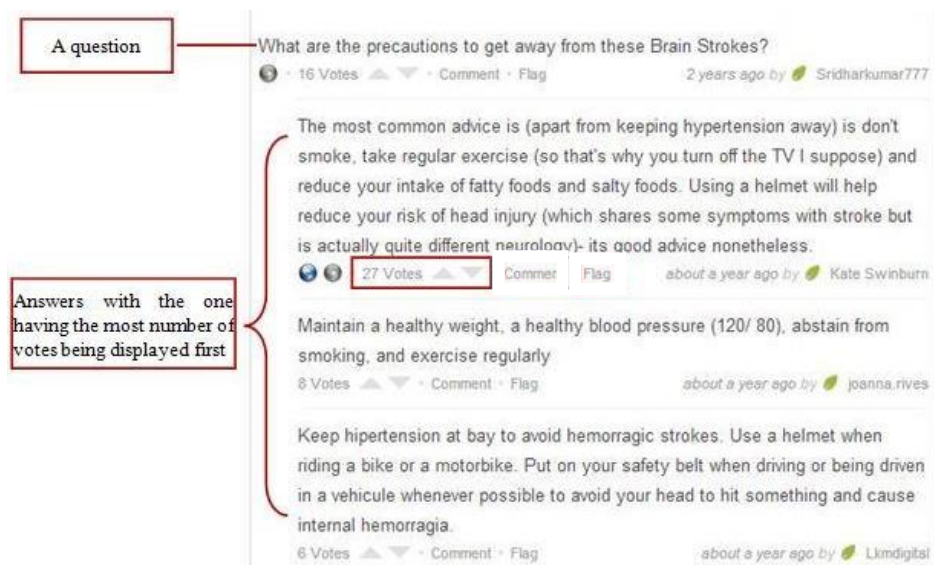 A question
What are the precautions to get away from these Brain Strokes?
· 16 Votes · Comment · Flag 2 years ago by Sridharkumar777
The most common advice is (apart from keeping hypertension away) is don't
smoke, take regular exercise (so that's why you turn off the TV I suppose) and
reduce your intake of fatty foods and salty foods. Using a helmet will help
reduce your risk of head injury (which shares some symptoms with stroke but
is actually quite different neurology)- its good advice nonetheless.
27 Votes Commer Flag about a year ago by Kate Swinburn
Answers with the one
having the most number of
votes being displayed first
Maintain a healthy weight, a healthy blood pressure (120/ 80), abstain from
smoking, and exercise regularly
8 Votes · Comment · Flag about a year ago by joanna.rives
Keep hipertension at bay to avoid hemorragic strokes. Use a helmet when
riding a bike or a motorbike. Put on your safety belt when driving or being driven
in a vehicule whenever possible to avoid your head to hit something and cause
internal hemorragia.
6 Votes · Comment · Flag about a year ago by Lkmdigital